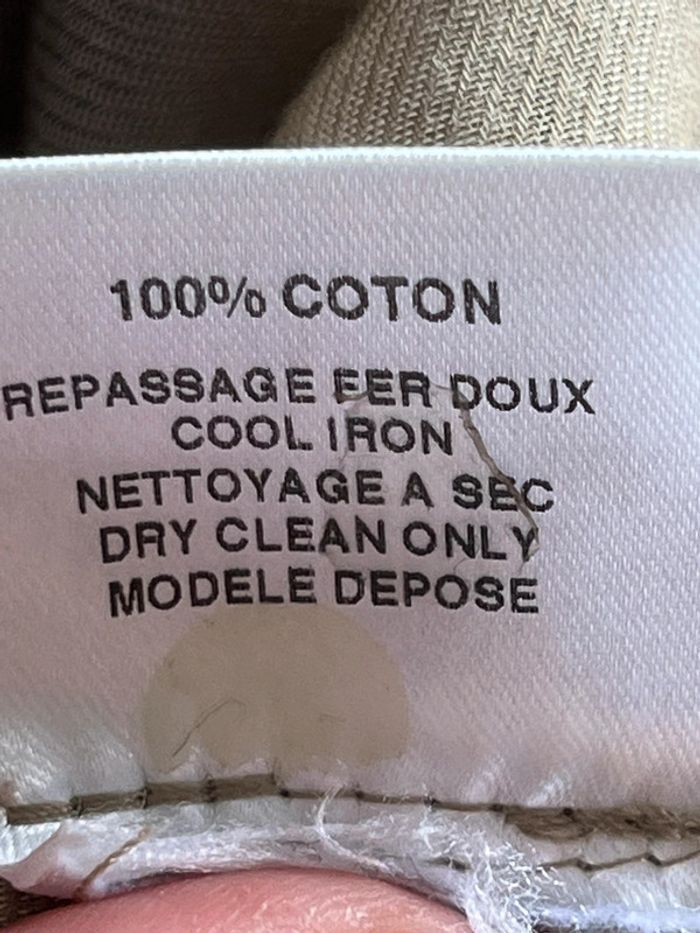 100% COTON
REPASSAGE FER DOUX
COOL IRON
NETTOYAGE A SEC
DRY CLEAN ONLY
MODELE DEPOSE